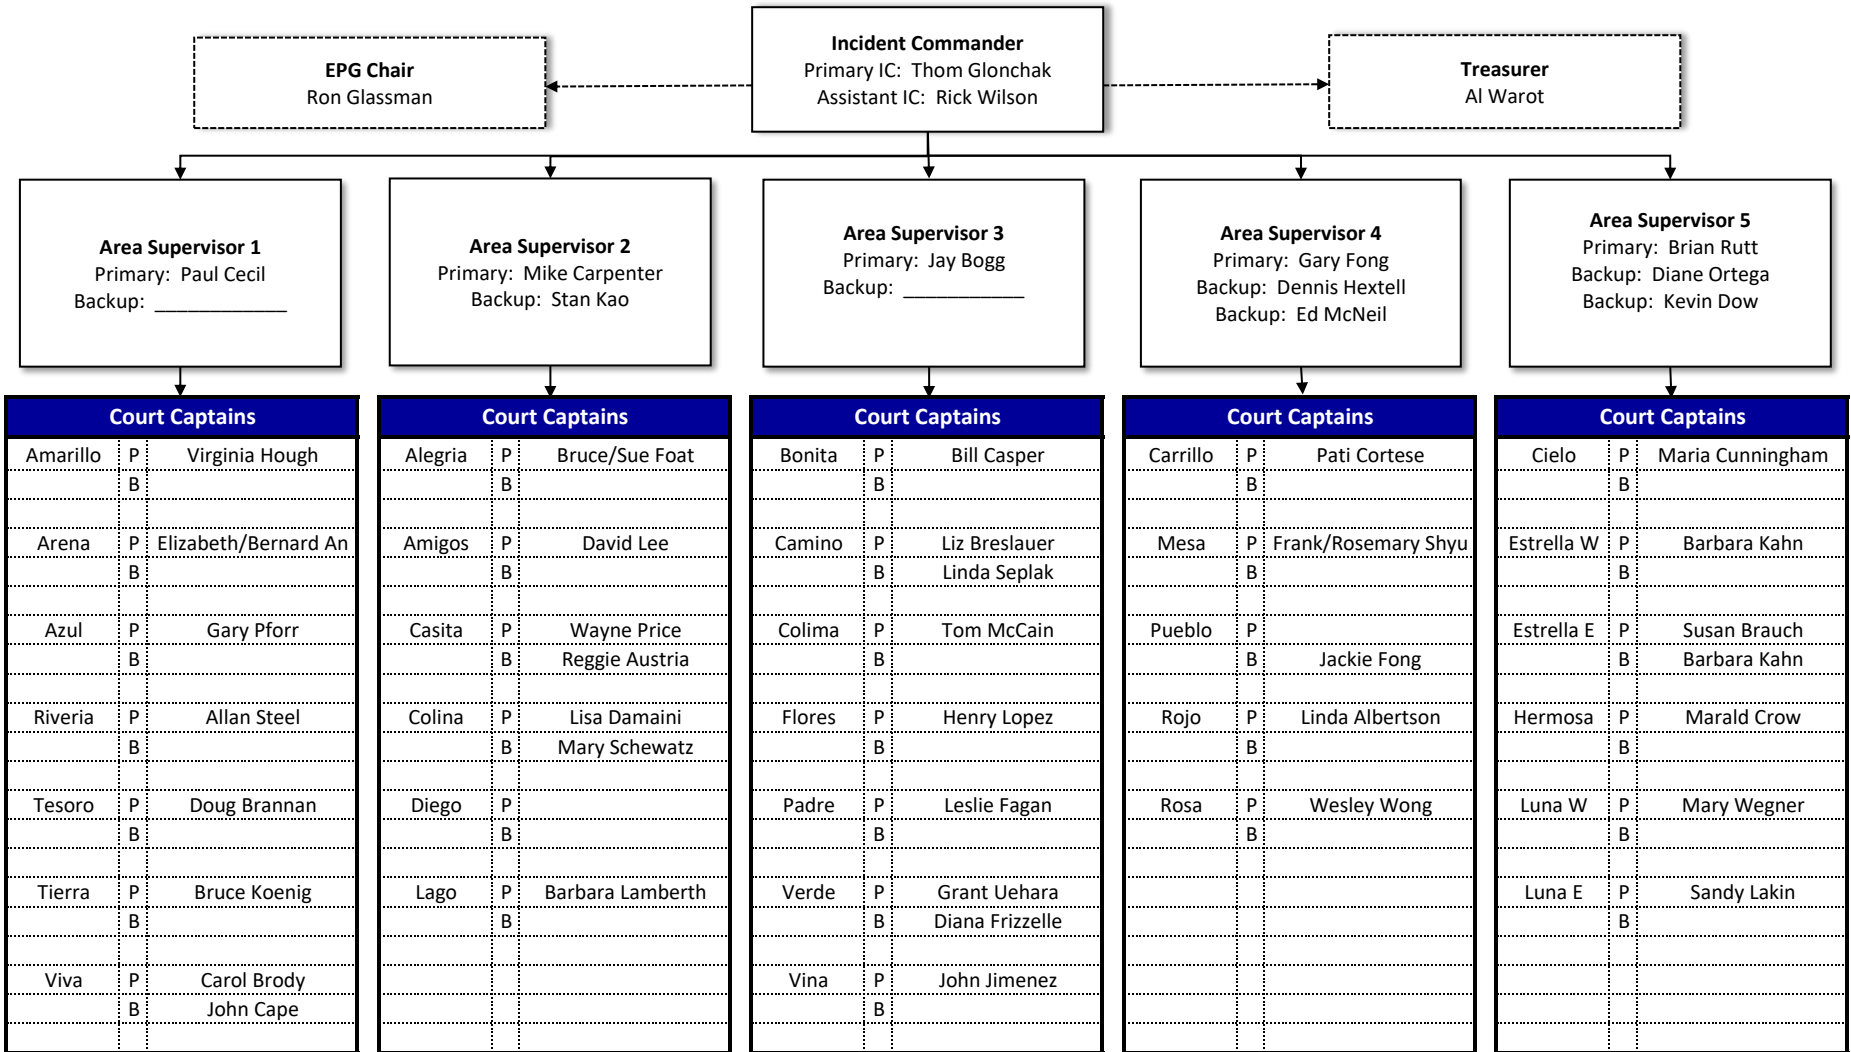 EPG Chair
Ron Glassman
Incident Commander
Primary IC: Thom Glonchak
Assistant IC: Rick Wilson
Treasurer
Al Warot
Area Supervisor 1
Primary: Paul Cecil
Backup: ____________
Area Supervisor 2
Primary: Mike Carpenter
Backup: Stan Kao
Area Supervisor 3
Primary: Jay Bogg
Backup: ___________
Area Supervisor 4
Primary: Gary Fong
Backup: Dennis Hextell
Backup: Ed McNeil
Area Supervisor 5
Primary: Brian Rutt
Backup: Diane Ortega
Backup: Kevin Dow
Court Captains
Amarillo P Virginia Hough
B
Arena P Elizabeth/Bernard An
B
Azul P Gary Pforr
B
Riveria P Allan Steel
B
Tesoro P Doug Brannan
B
Tierra P Bruce Koenig
B
Viva P Carol Brody
B John Cape
Court Captains
Alegria P Bruce/Sue Foat
B
Amigos P David Lee
B
Casita P Wayne Price
B Reggie Austria
Colina P Lisa Damaini
B Mary Schewatz
Diego P
B
Lago P Barbara Lamberth
B
Court Captains
Bonita P Bill Casper
B
Camino P Liz Breslauer
B Linda Seplak
Colima P Tom McCain
B
Flores P Henry Lopez
B
Padre P Leslie Fagan
B
Verde P Grant Uehara
B Diana Frizzelle
Vina P John Jimenez
B
Court Captains
Carrillo P Pati Cortese
B
Mesa P Frank/Rosemary Shyu
B
Pueblo P
B Jackie Fong
Rojo P Linda Albertson
B
Rosa P Wesley Wong
B
Court Captains
Cielo P Maria Cunningham
B
Estrella W P Barbara Kahn
B
Estrella E P Susan Brauch
B Barbara Kahn
Hermosa P Marald Crow
B
Luna W P Mary Wegner
B
Luna E P Sandy Lakin
B